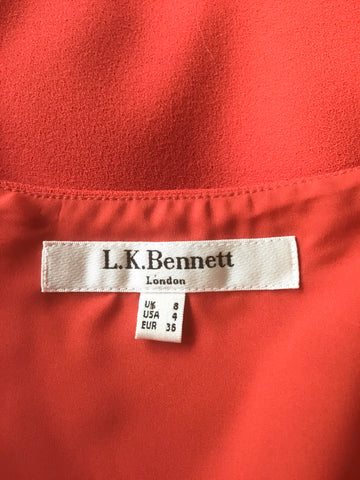 L.K.Bennett
London
UK 8
USA 4
EUR 36